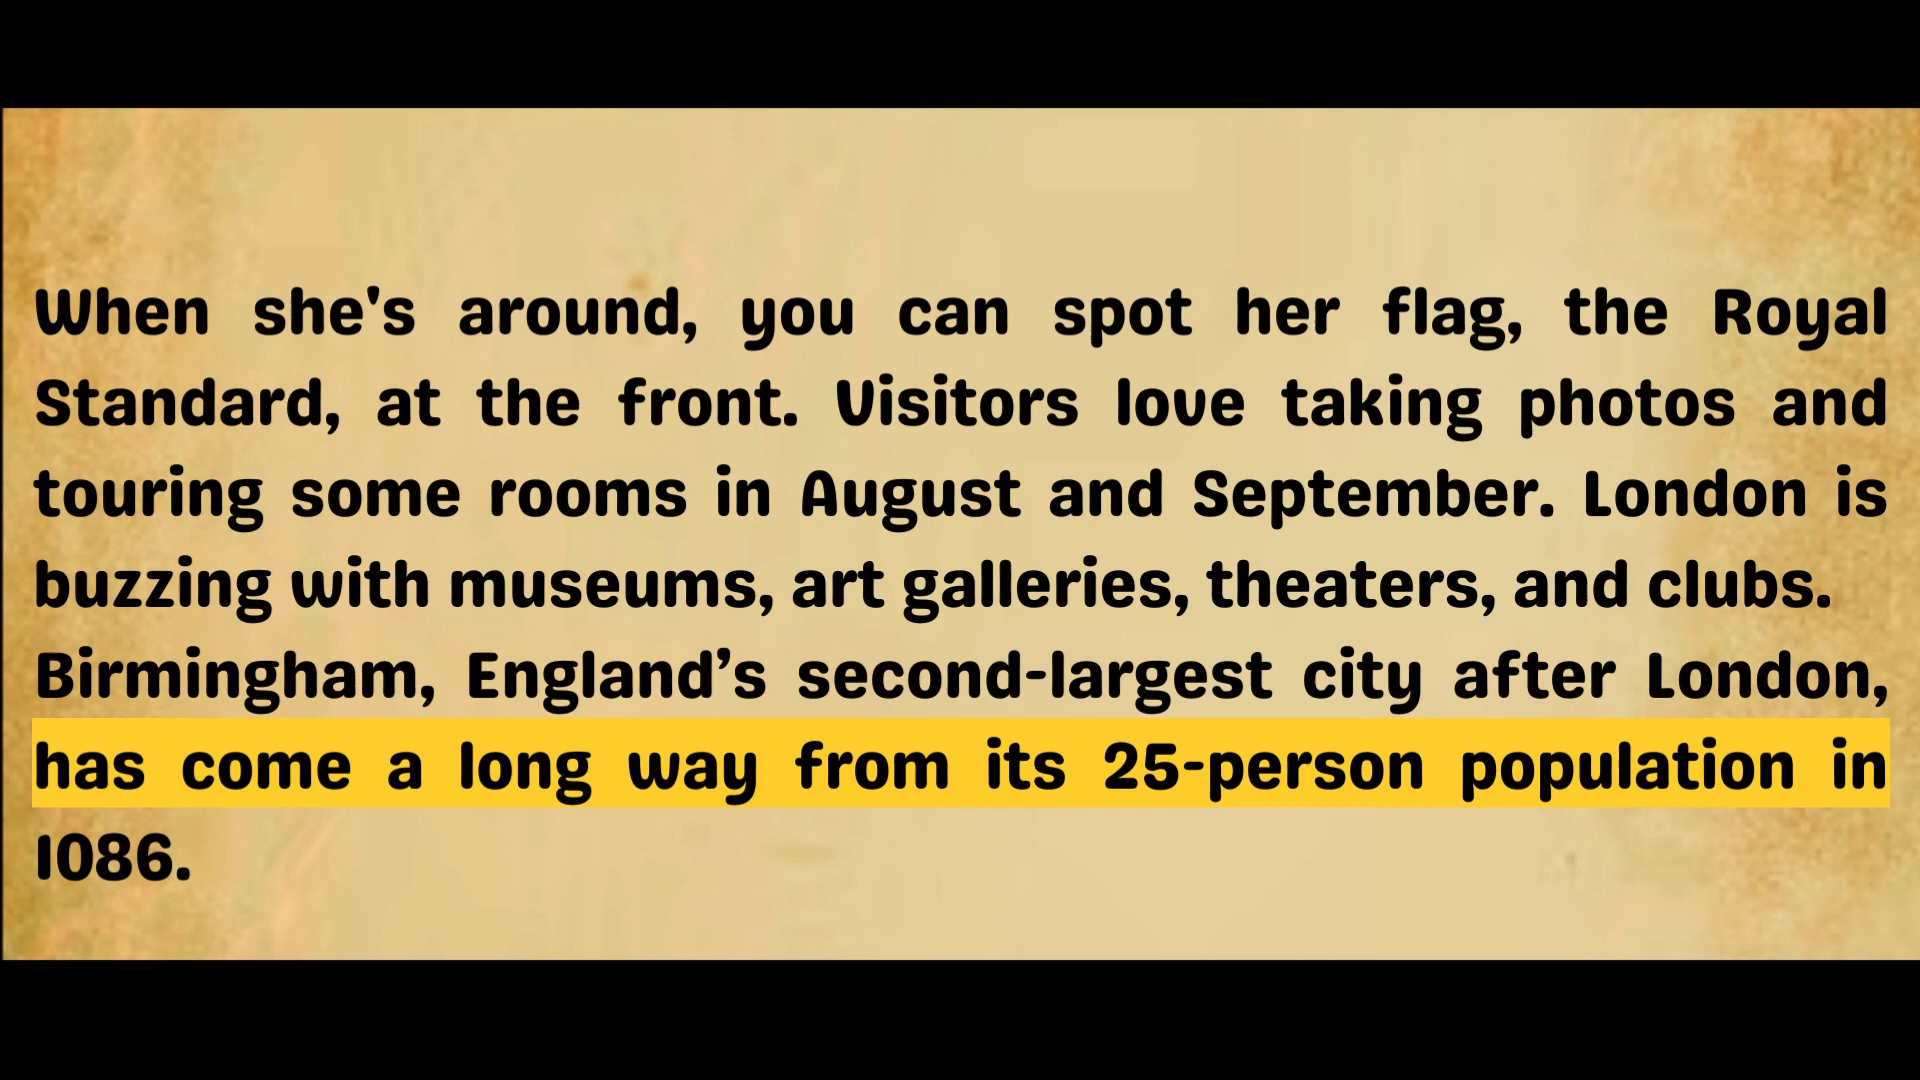 When she's around, you can spot her flag, the Royal
Standard, at the front. Visitors love taking photos and
touring some rooms in August and September. London is
buzzing with museums, art galleries, theaters, and clubs.
Birmingham, England’s second-largest city after London,
has come a long way from its 25-person population in
1086.